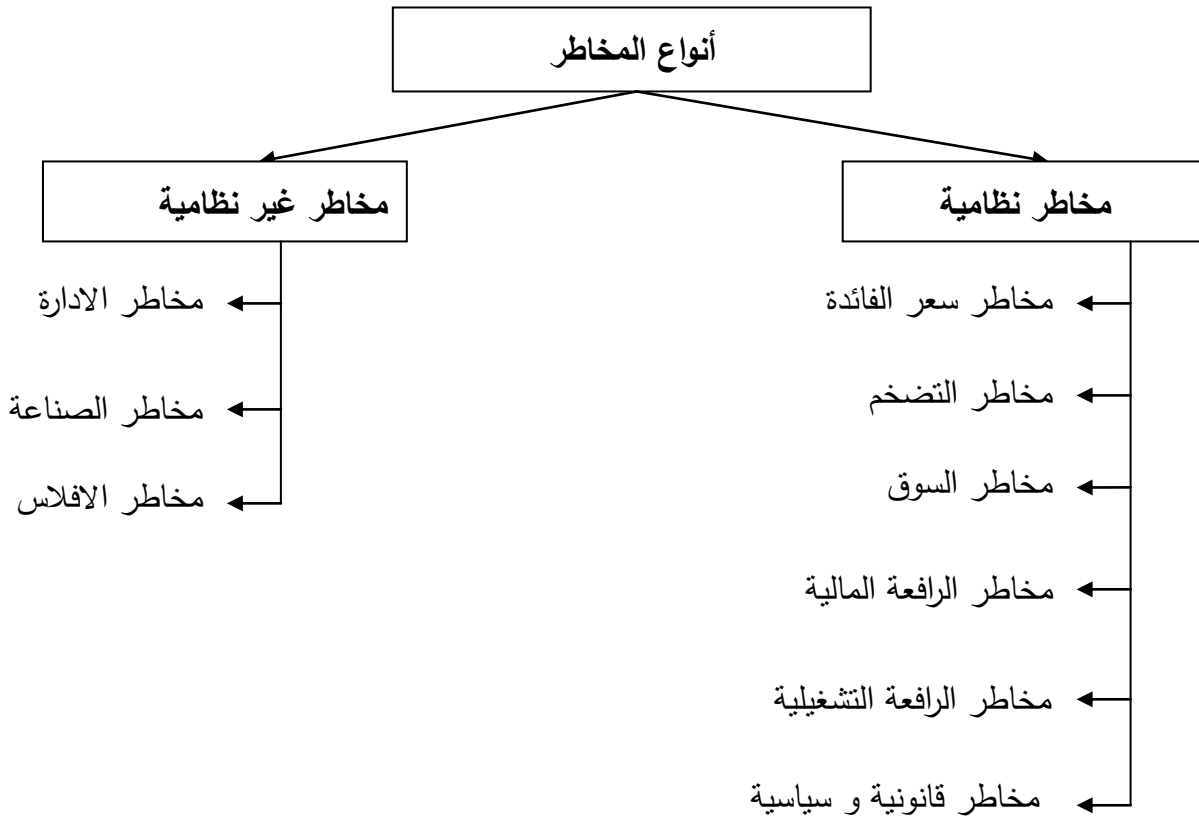 أنواع المخاطر
مخاطر نظامية
مخاطر سعر الفائدة
مخاطر التضخم
مخاطر السوق
مخاطر الرافعة المالية
مخاطر الرافعة التشغيلية
مخاطر قانونية و سياسية
مخاطر غير نظامية
مخاطر الادارة
مخاطر الصناعة
مخاطر الافلاس